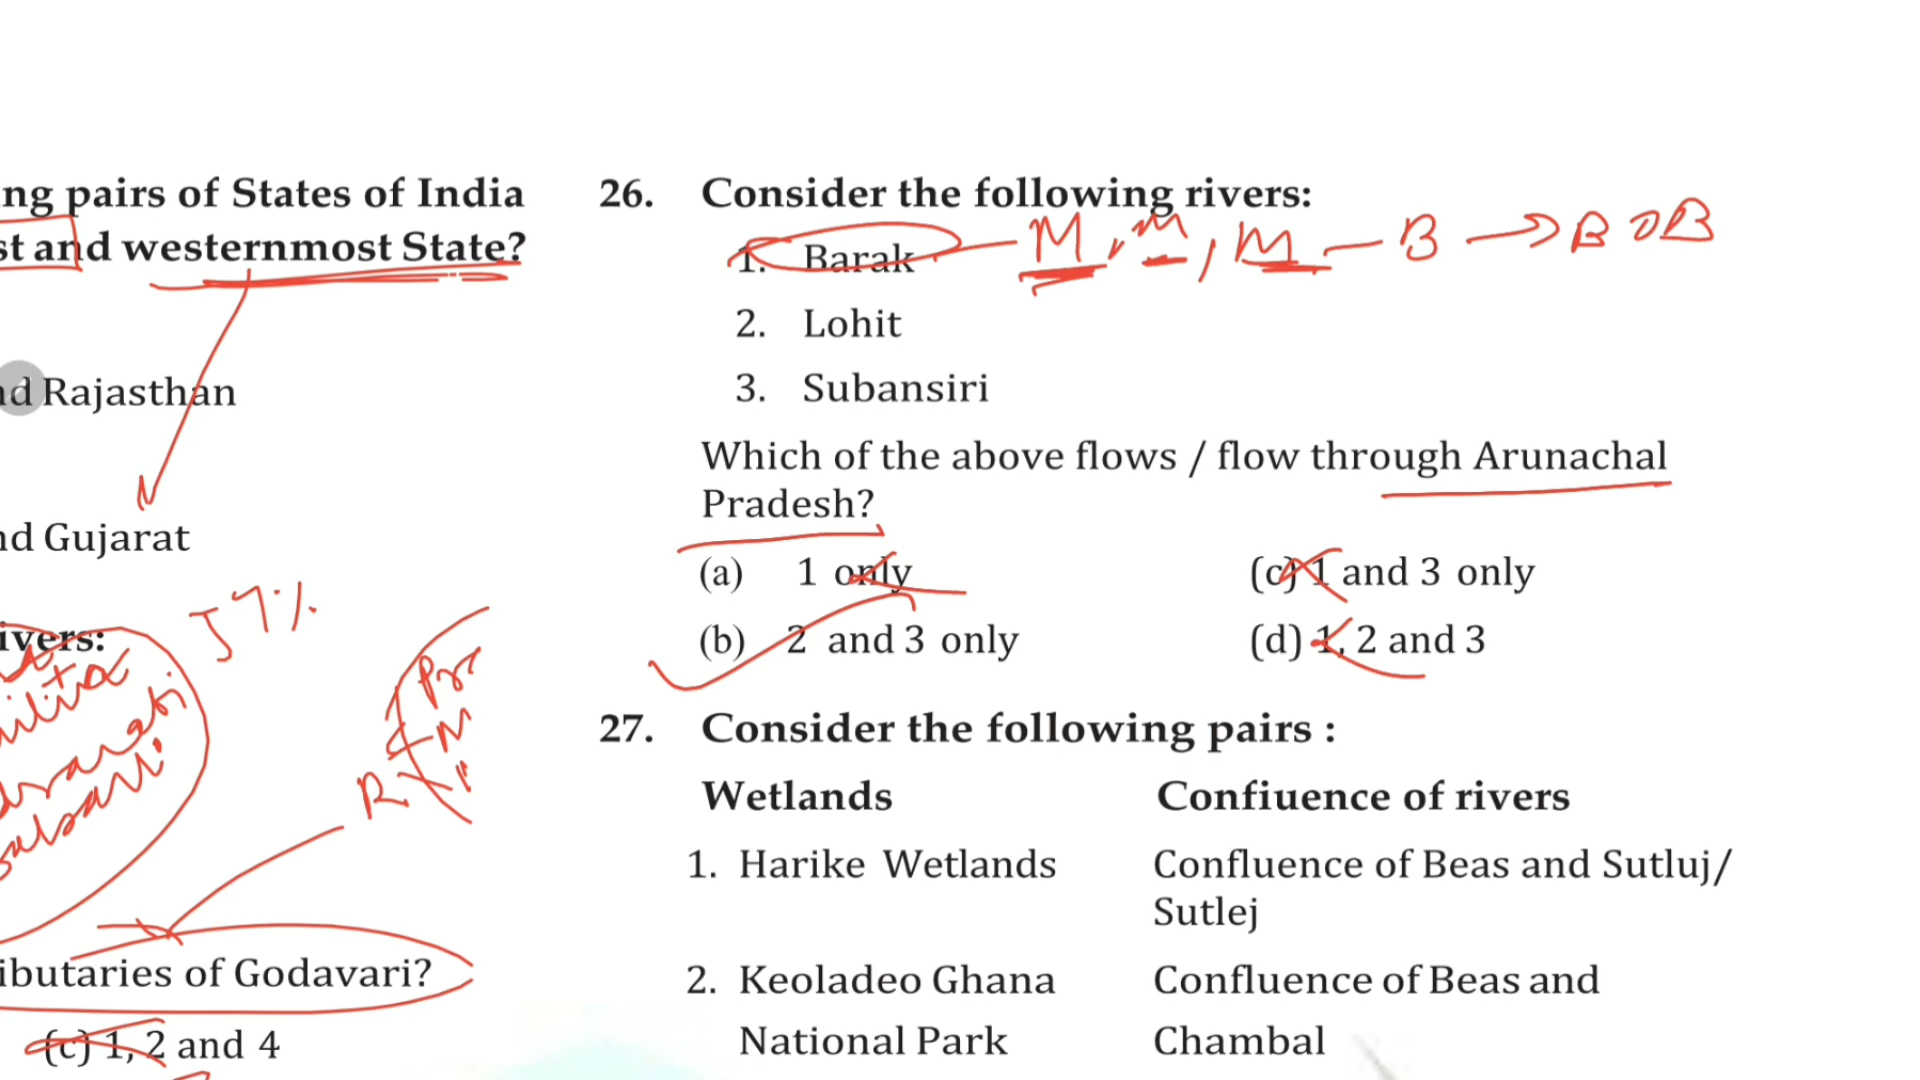 ng pairs of States of India
st and westernmost State?
nd Rajasthan
nd Gujarat
57%
ivers:
ibutaries of Godavari?
(c) 1, 2 and 4
26. Consider the following rivers:
1. Barak M, M, M B → BOB
2. Lohit
3. Subansiri
Which of the above flows / flow through Arunachal
Pradesh?
(a) 1 only (c) 1 and 3 only
(b) 2 and 3 only (d) 1, 2 and 3
27. Consider the following pairs :
Wetlands Confiuence of rivers
1. Harike Wetlands Confluence of Beas and Sutluj/
Sutlej
2. Keoladeo Ghana Confluence of Beas and
National Park Chambal